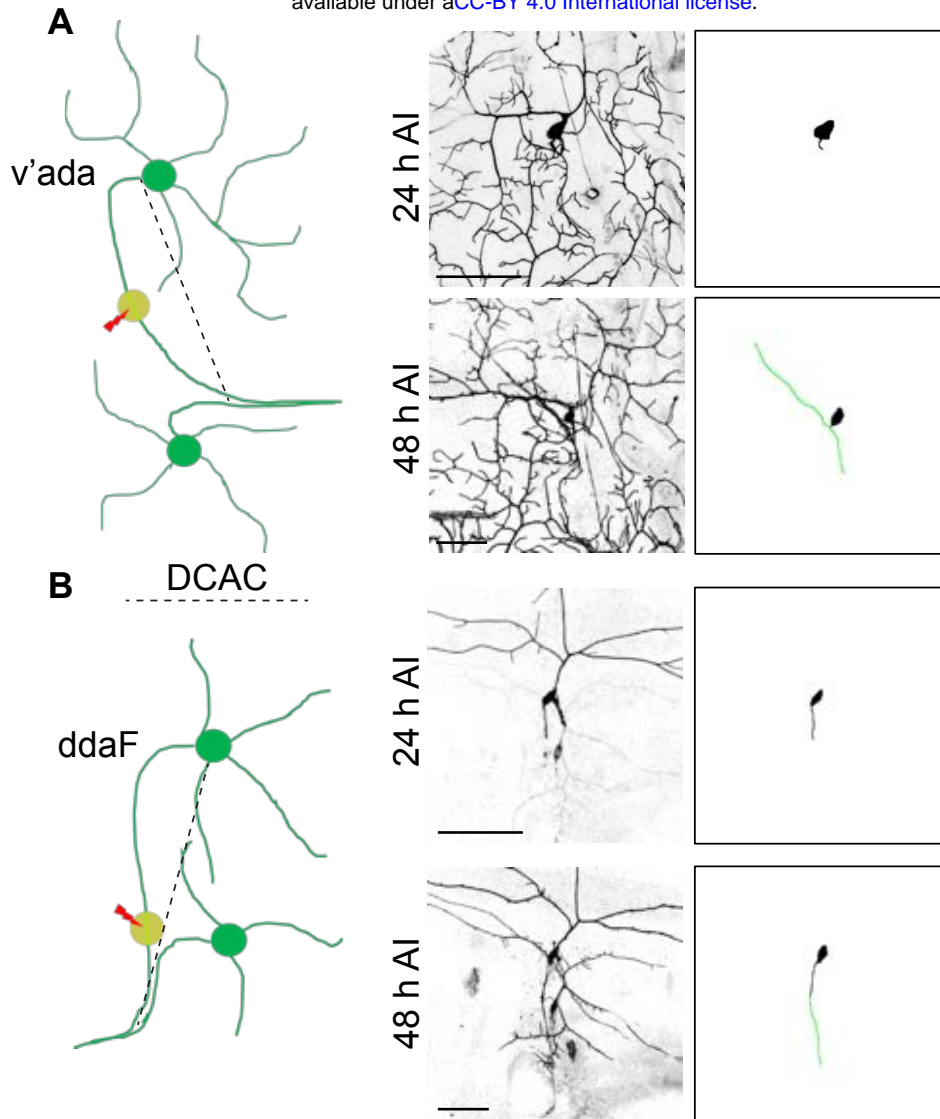 available under aCC-BY 4.0 International license.
A
v'ada
24 h AI
48 h AI
B
DCAC
ddaF
24 h AI
48 h AI